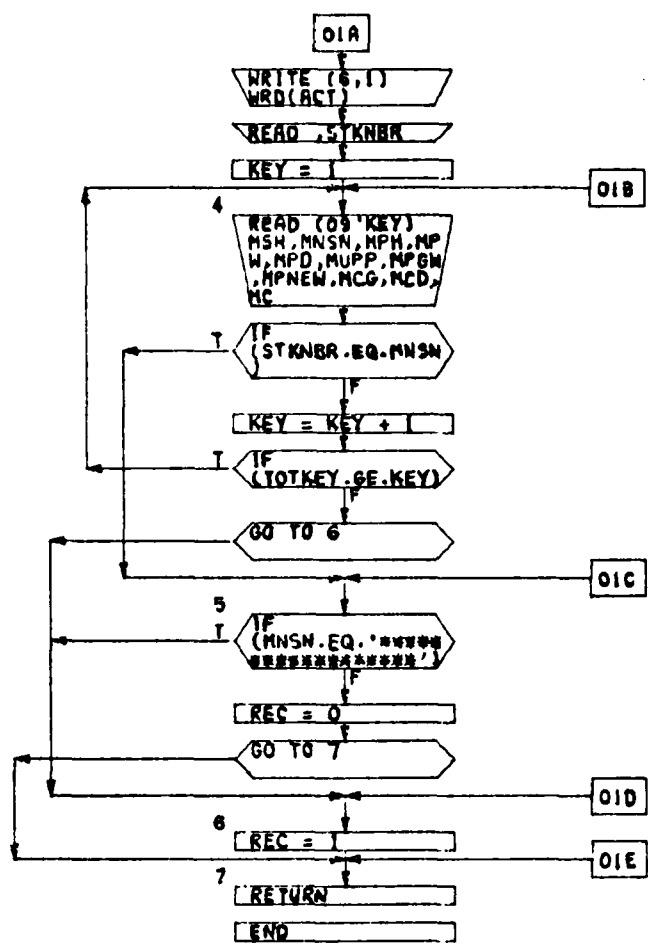 01A
WRITE (6,1)
WRD(ACT)
READ ,STKNBR
KEY = 1
01B
4
READ (09'KEY)
MSH,MNSN,MPH,MP
W,MPD,MUPP,MPGW
,MPNEW,MCG,MCD,
MC
T
IF
(STKNBR.EQ.MNSN
)
F
KEY = KEY + 1
T
IF
(TOTKEY.GE.KEY)
F
GO TO 6
01C
5
T
IF
(MNSN.EQ.'*****
*************')
F
REC = 0
GO TO 7
01D
6
REC = 1
01E
7
RETURN
END